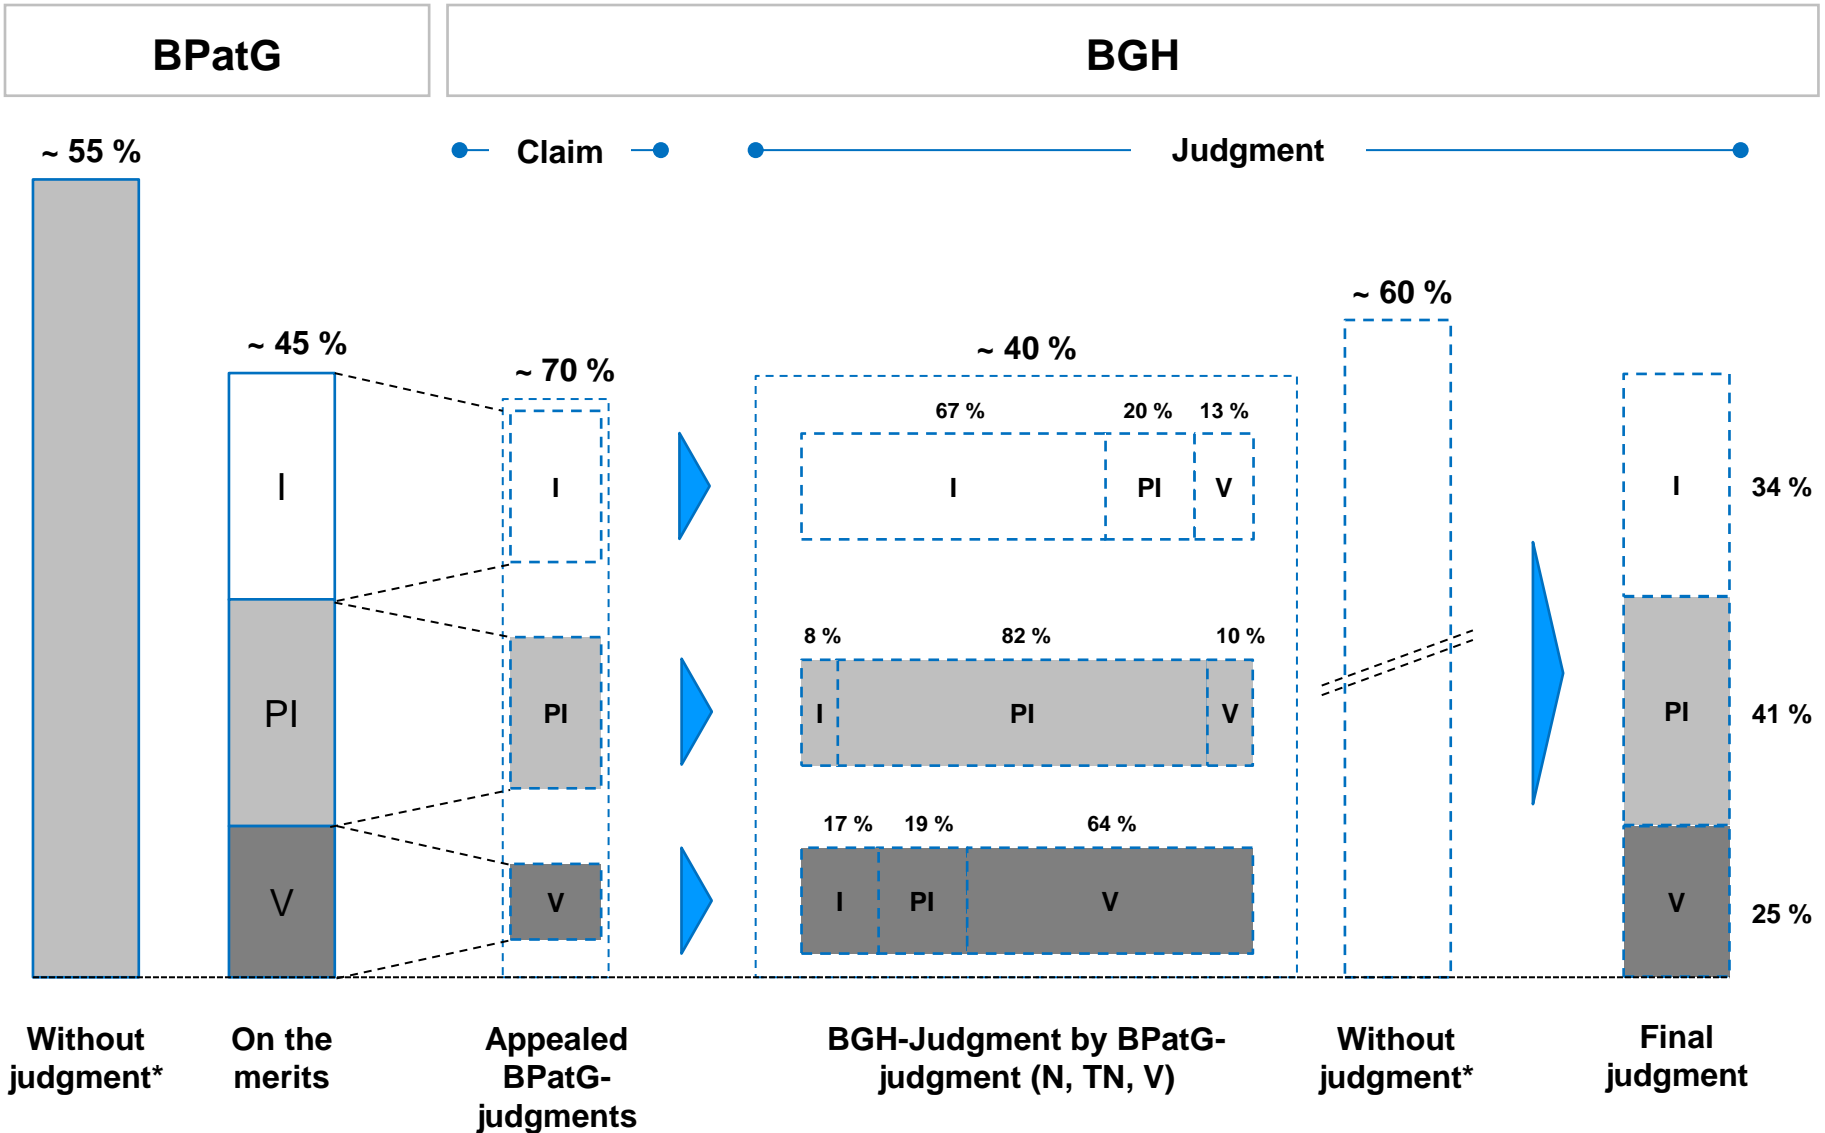 BPatG
BGH
Claim
Judgment
~ 55 %
~ 45 %
~ 70 %
~ 40 %
~ 60 %
67 %
20 %
13 %
I
I
I
PI
V
I
34 %
8 %
82 %
10 %
PI
PI
I
PI
V
PI
41 %
17 %
19 %
64 %
V
V
I
PI
V
V
25 %
Without
judgment*
On the
merits
Appealed
BPatG-
judgments
BGH-Judgment by BPatG-
judgment (N, TN, V)
Without
judgment*
Final
judgment